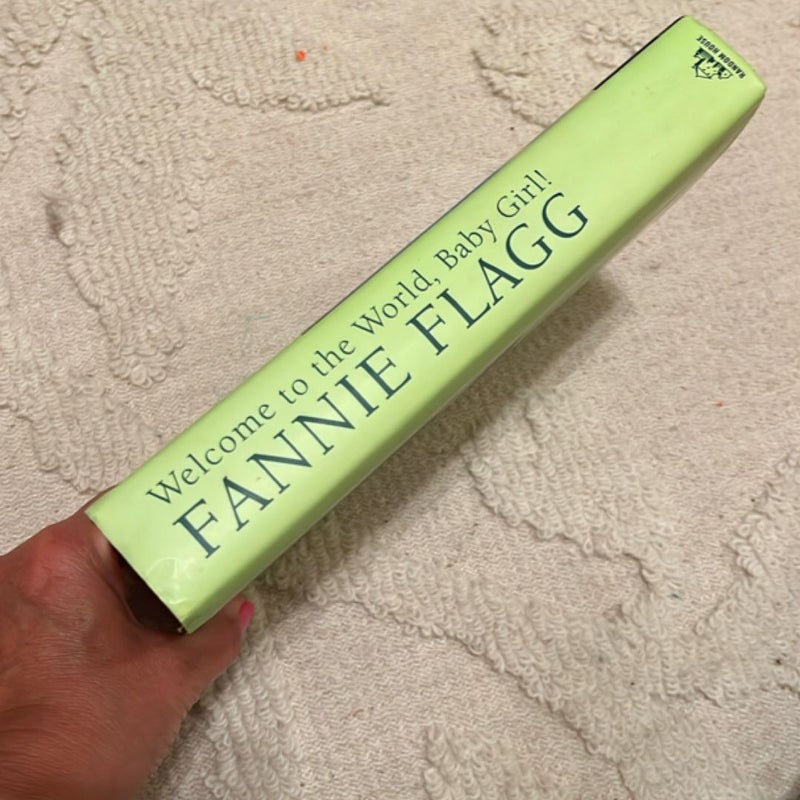 Welcome to the World, Baby Girl!
FANNIE FLAGG
RANDOM HOUSE